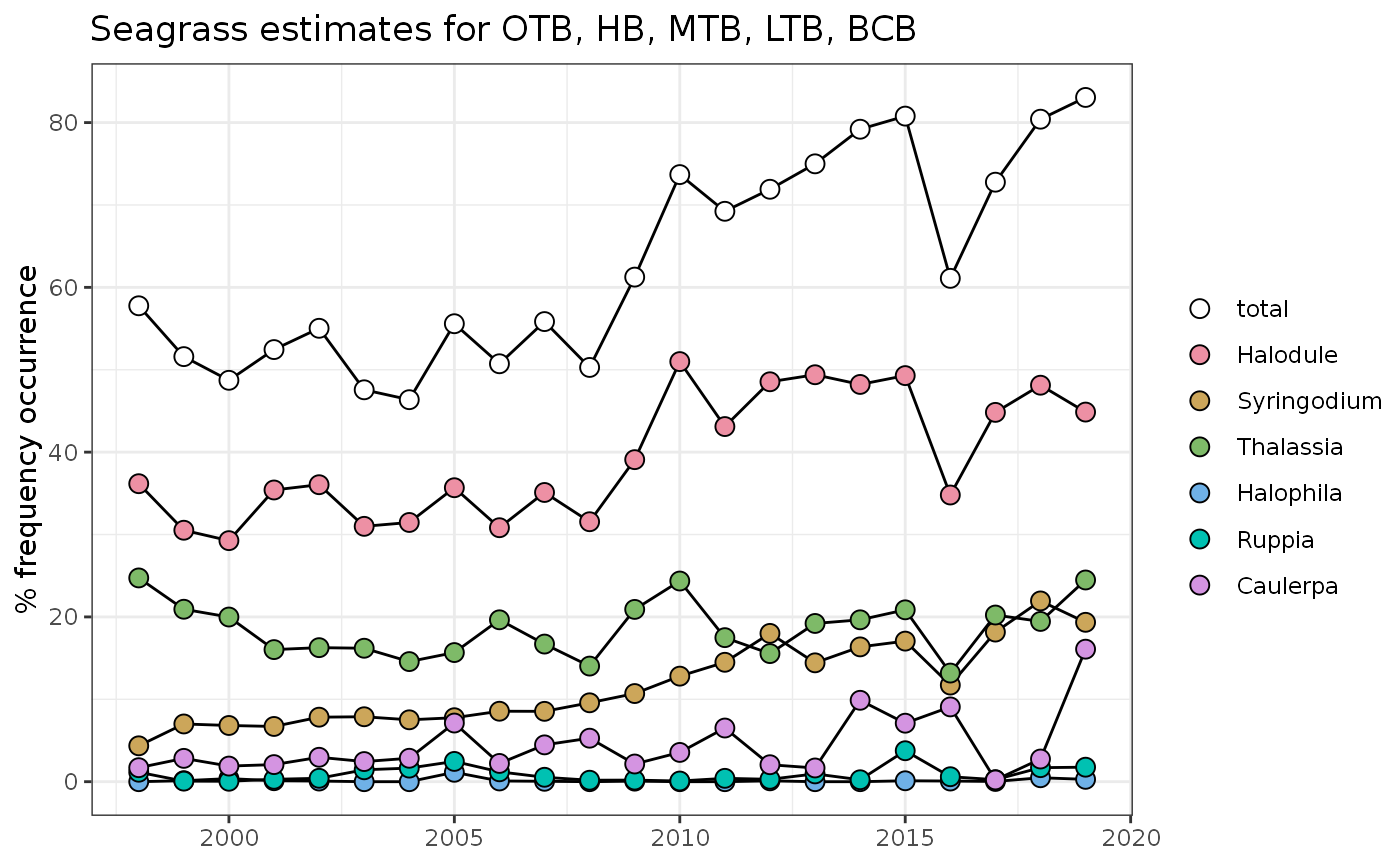 Seagrass estimates for OTB, HB, MTB, LTB, BCB
% frequency occurrence
80
60
40
20
0
2000
2005
2010
2015
2020
total
Halodule
Syringodium
Thalassia
Halophila
Ruppia
Caulerpa